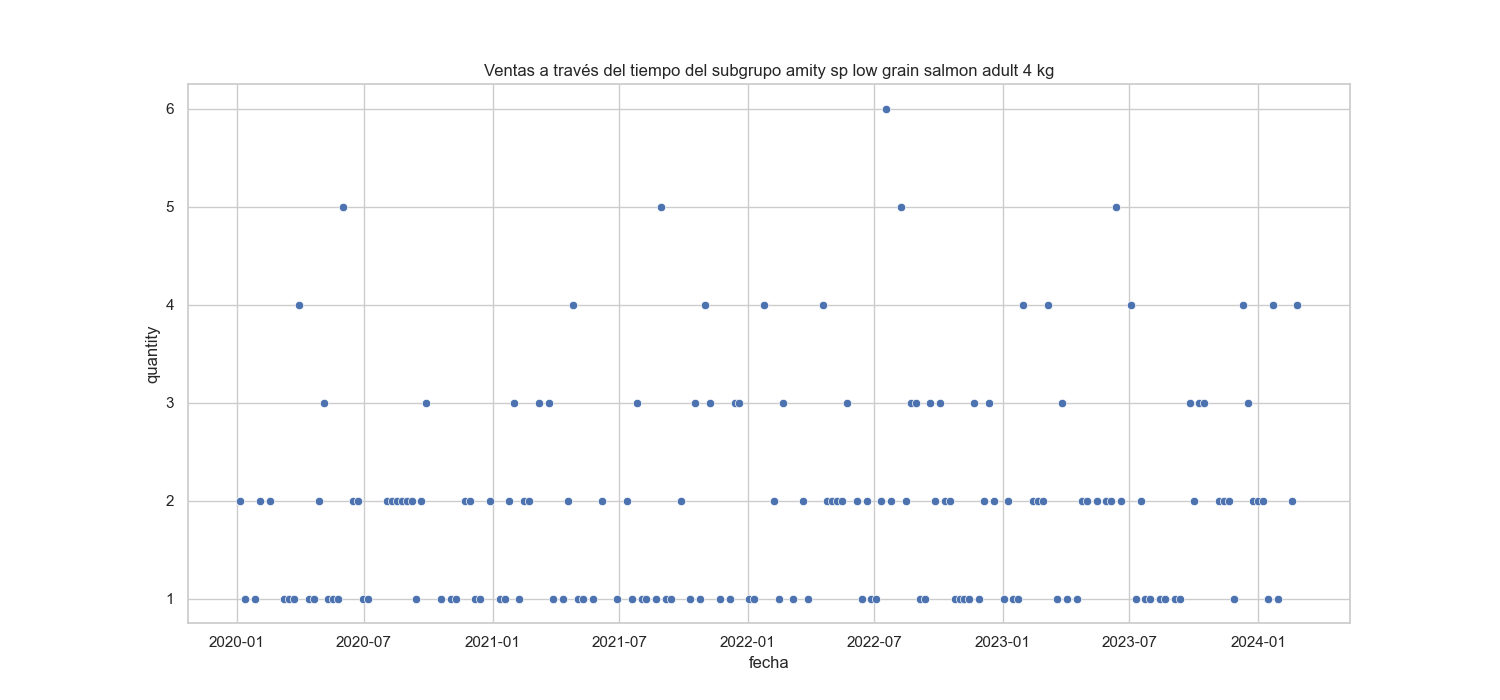 Ventas a través del tiempo del subgrupo amity sp low grain salmon adult 4 kg
quantity
6
5
4
3
2
1
2020-01 2020-07 2021-01 2021-07 2022-01 2022-07 2023-01 2023-07 2024-01
fecha